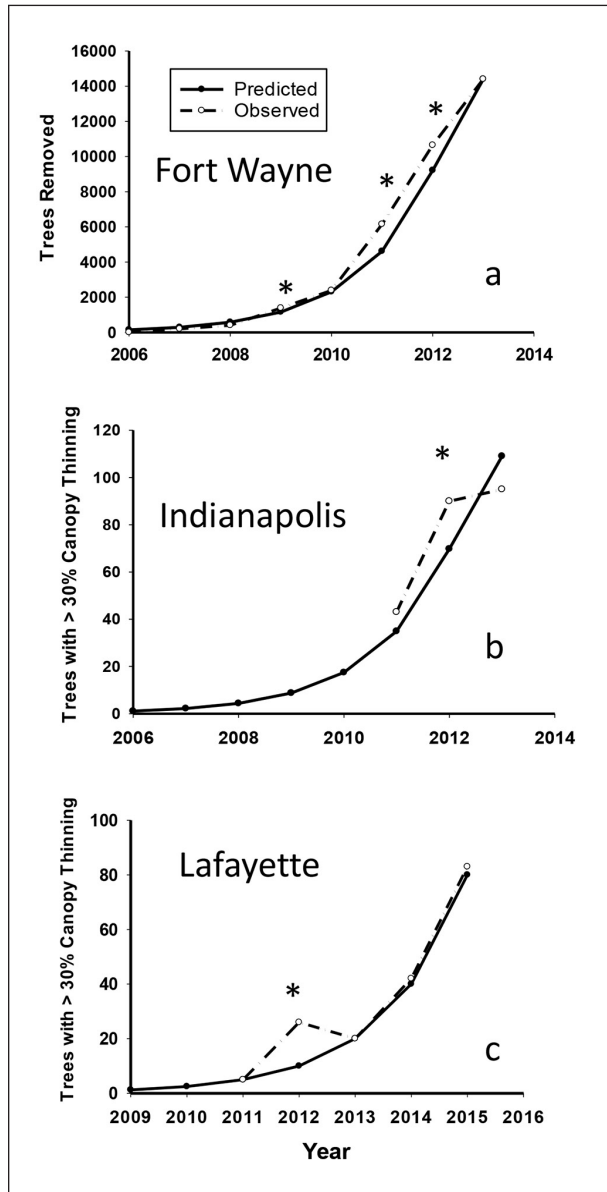 16000
14000
12000
10000
8000
6000
4000
2000
0
Trees Removed
Predicted
Observed
Fort Wayne
*
*
*
a
2006 2008 2010 2012 2014
120
100
80
60
40
20
0
Trees with > 30% Canopy Thinning
Indianapolis
*
b
2006 2008 2010 2012 2014
100
80
60
40
20
0
Trees with > 30% Canopy Thinning
Lafayette
*
c
2009 2010 2011 2012 2013 2014 2015 2016
Year